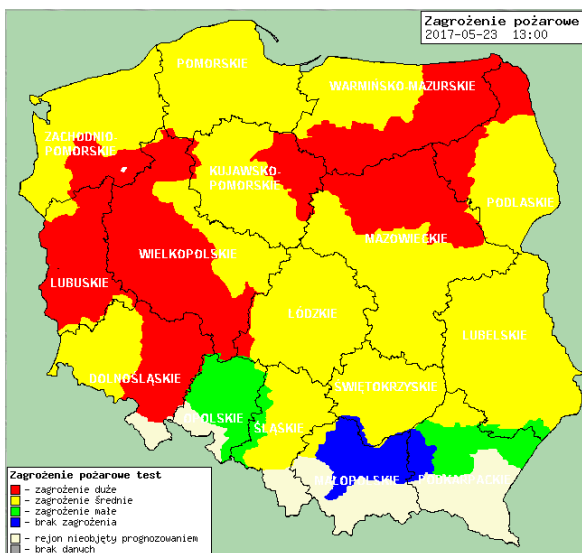 Zagrożenie pożarowe
2017-05-23 13:00
POMORSKIE
WARMIŃSKO-MAZURSKIE
ZACHODNIO-
POMORSKIE
KUJAWSKO-
POMORSKIE
PODLASKIE
MAZOWIECKIE
WIELKOPOLSKIE
LUBUSKIE
ŁÓDZKIE
LUBELSKIE
DOLNOŚLĄSKIE
ŚWIĘTOKRZYSKIE
OPOLSKIE
ŚLĄSKIE
MAŁOPOLSKIE
PODKARPACKIE
Zagrożenie pożarowe test
- zagrożenie duże
- zagrożenie średnie
- zagrożenie małe
- brak zagrożenia
- rejon nieobjęty prognozowaniem
- brak danych